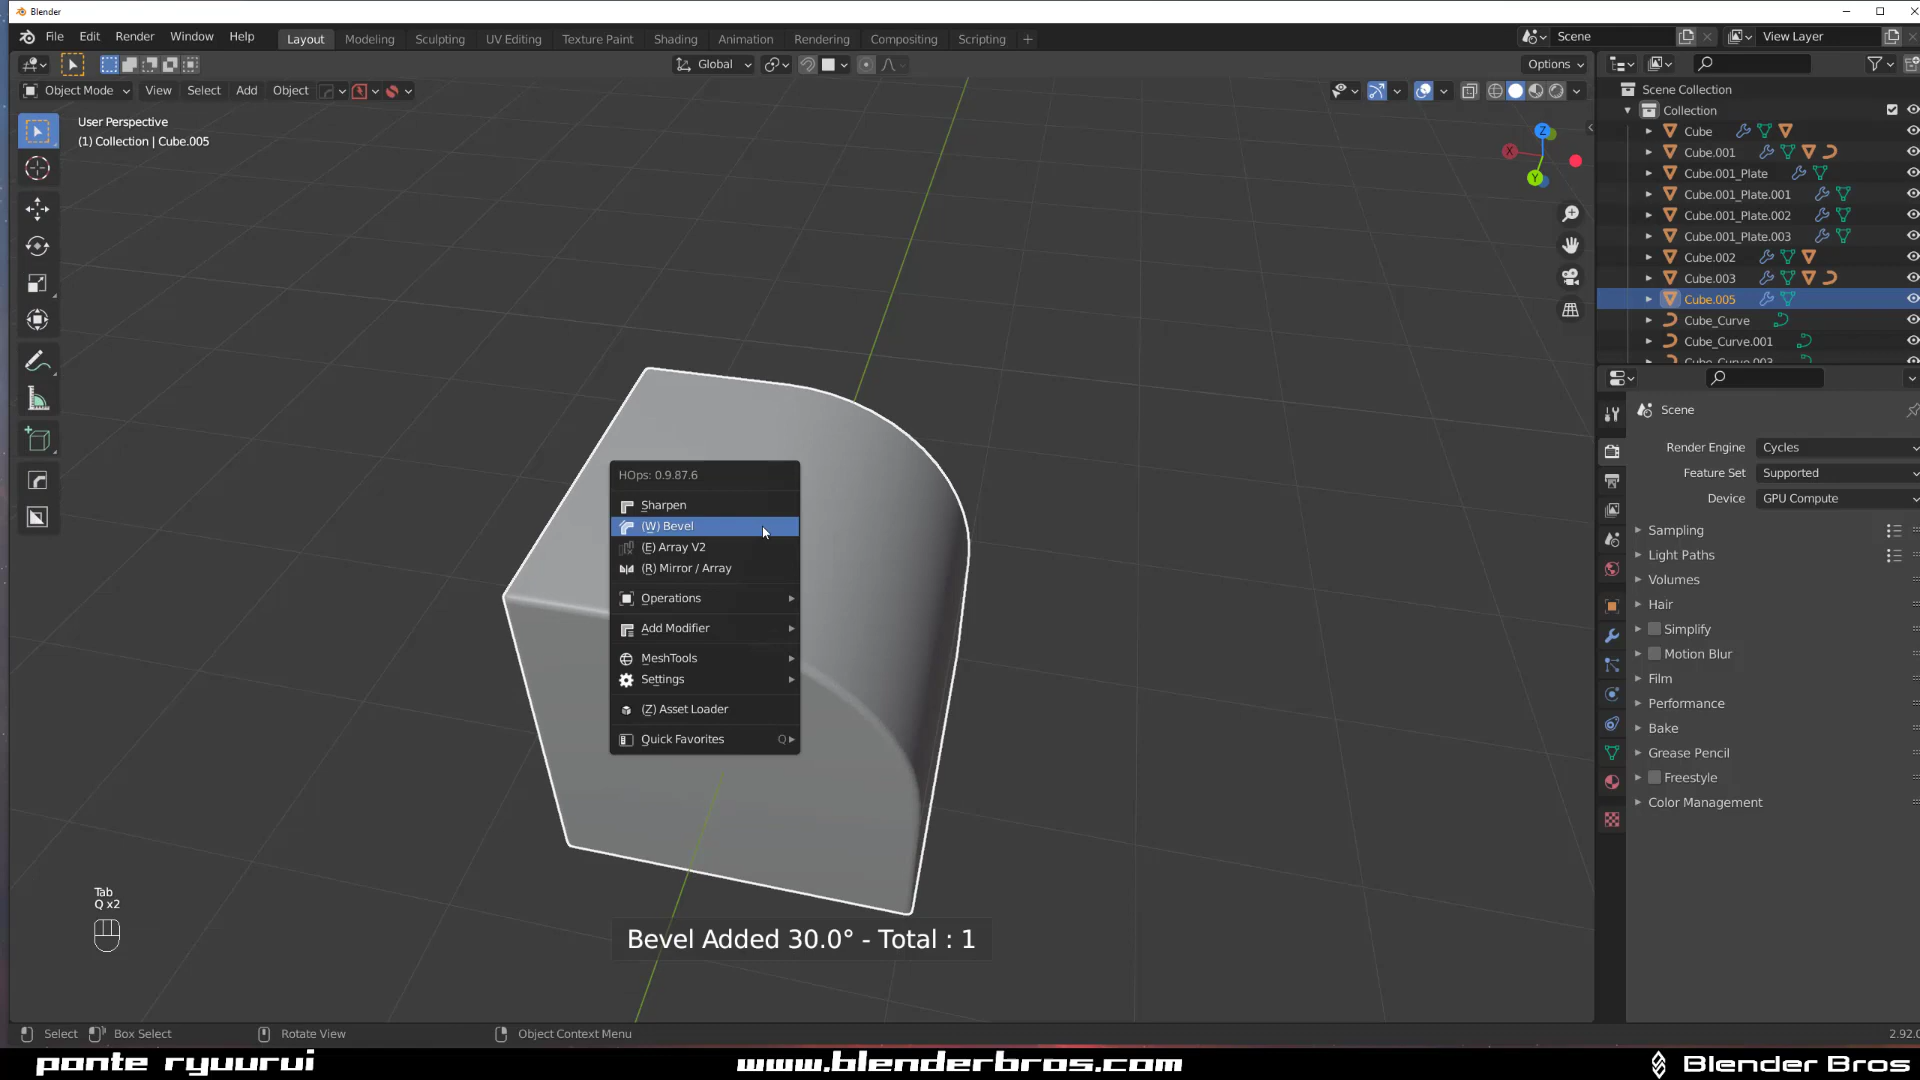 Blender
File Edit Render Window Help Layout Modeling Sculpting UV Editing Texture Paint Shading Animation Rendering Compositing Scripting + Scene View Layer
Global Options
Object Mode View Select Add Object
User Perspective
(1) Collection | Cube.005
Z
X
Y
Scene Collection
Collection
Cube
Cube.001
Cube.001_Plate
Cube.001_Plate.001
Cube.001_Plate.002
Cube.001_Plate.003
Cube.002
Cube.003
Cube.005
Cube_Curve
Cube_Curve.001
Cube_Curve.003
Scene
Render Engine Cycles
Feature Set Supported
Device GPU Compute
Sampling
Light Paths
Volumes
Hair
Simplify
Motion Blur
Film
Performance
Bake
Grease Pencil
Freestyle
Color Management
HOps: 0.9.87.6
Sharpen
(W) Bevel
(E) Array V2
(R) Mirror / Array
Operations
Add Modifier
MeshTools
Settings
(Z) Asset Loader
Quick Favorites Q
Tab
Q x2
Bevel Added 30.0° - Total : 1
Select Box Select Rotate View Object Context Menu 2.92.0
ponte ryuurui www.blenderbros.com Blender Bros